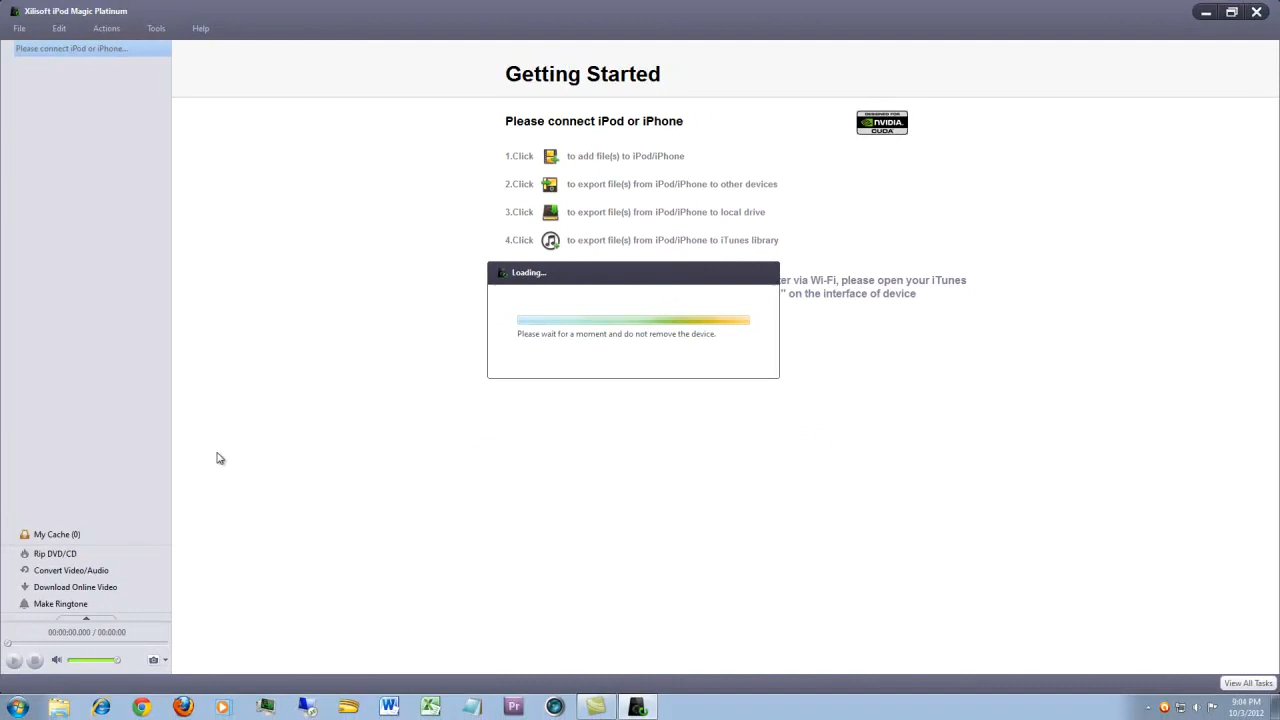 Xilisoft iPod Magic Platinum
File Edit Actions Tools Help
Please connect iPod or iPhone...
Getting Started
Please connect iPod or iPhone
DESIGNED FOR
NVIDIA.
CUDA
1.Click to add file(s) to iPod/iPhone
2.Click to export file(s) from iPod/iPhone to other devices
3.Click to export file(s) from iPod/iPhone to local drive
4.Click to export file(s) from iPod/iPhone to iTunes library
Loading...
via Wi-Fi, please open your iTunes
" on the interface of device
Please wait for a moment and do not remove the device.
My Cache (0)
Rip DVD/CD
Convert Video/Audio
Download Online Video
Make Ringtone
00:00:00.000 / 00:00:00
View All Tasks
9:04 PM
10/3/2012